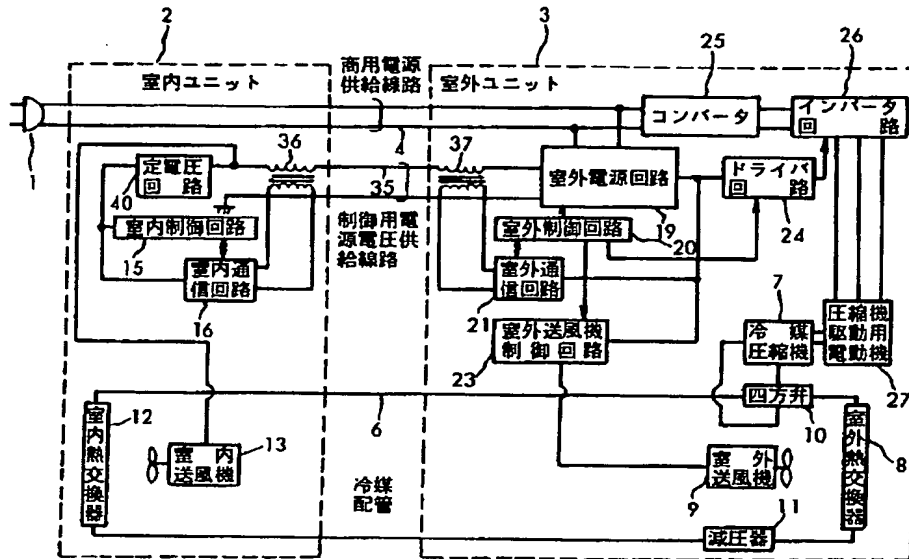 2
3
25
26
室内ユニット
商用電源
供給線路
室外ユニット
コンバータ
インバータ
回路
1
4
36
37
定電圧
回路
40
35
室外電源回路
19
ドライバ
回路
24
室内制御回路
15
制御用電
源電圧供
給線路
室外制御回路
20
室内通
信回路
16
室外通
信回路
21
室外送風機
制御回路
23
7
冷媒
圧縮機
圧縮機
駆動用
電動機
27
四方弁
10
6
12
室内熱交換器
室内
送風機
13
冷媒
配管
室外
送風機
9
室外熱交換器
8
減圧器
11